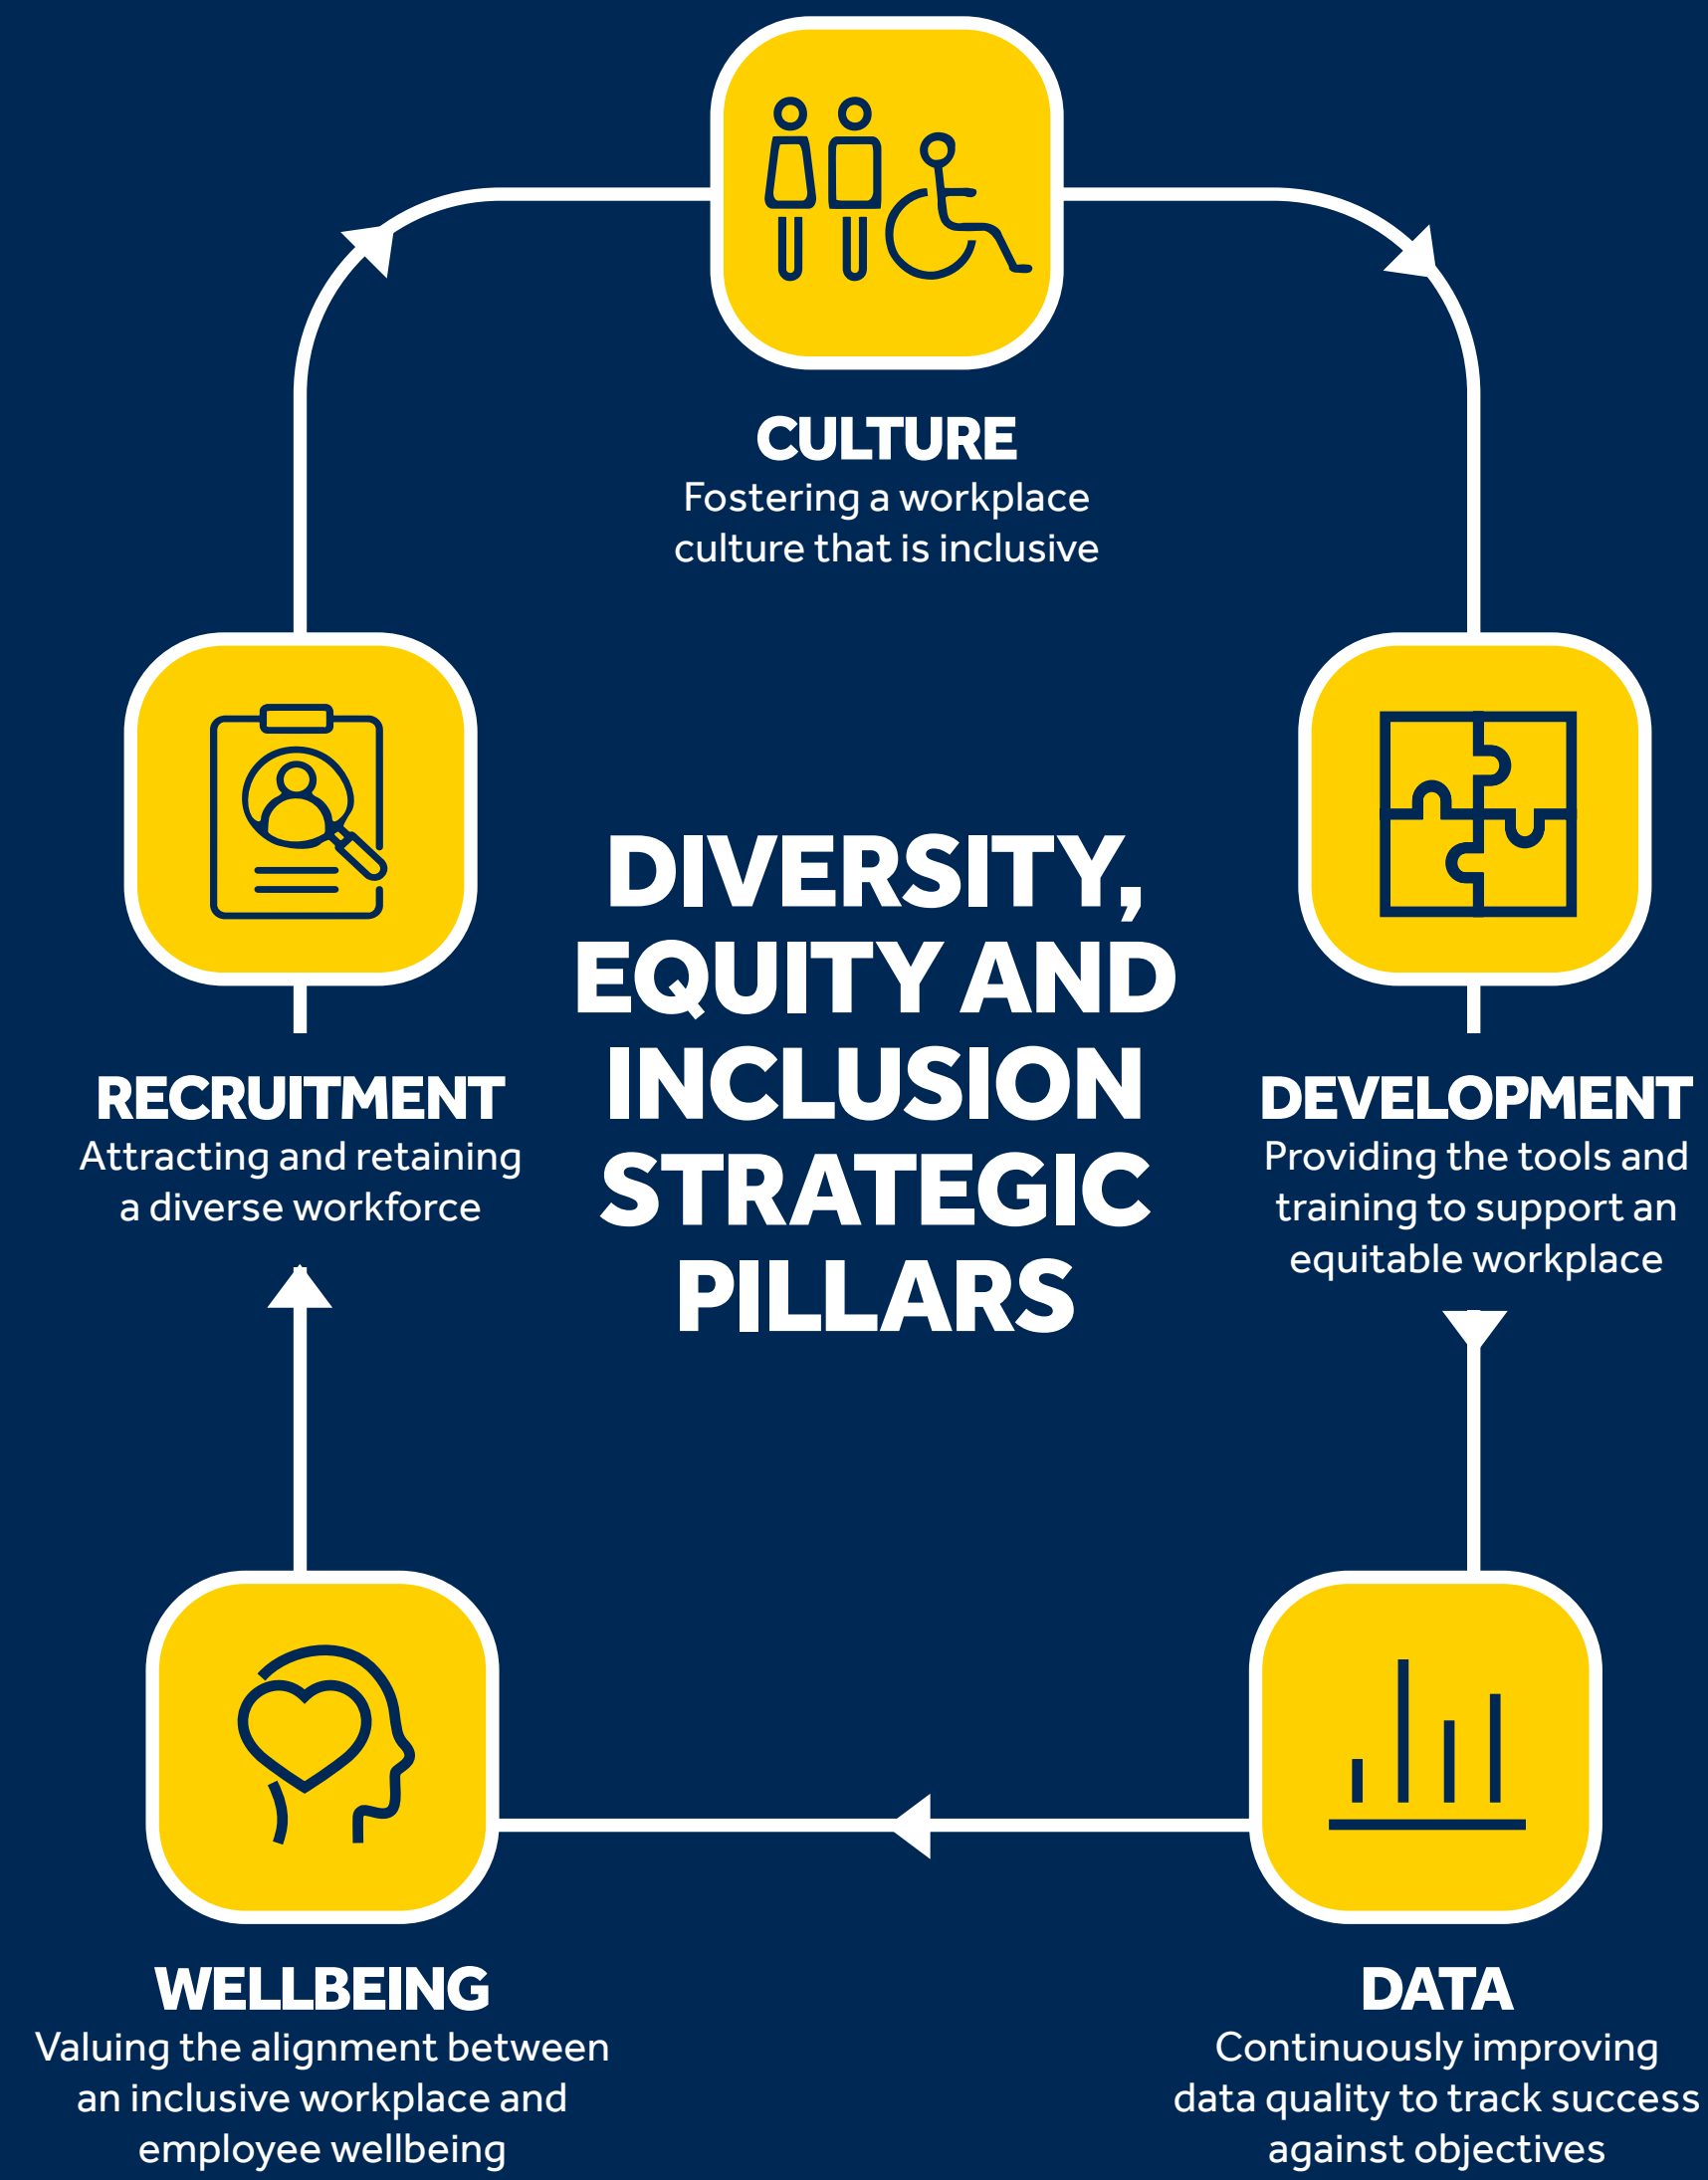 CULTURE
Fostering a workplace
culture that is inclusive
DIVERSITY,
EQUITY AND
INCLUSION
STRATEGIC
PILLARS
RECRUITMENT
Attracting and retaining
a diverse workforce
DEVELOPMENT
Providing the tools and
training to support an
equitable workplace
WELLBEING
Valuing the alignment between
an inclusive workplace and
employee wellbeing
DATA
Continuously improving
data quality to track success
against objectives